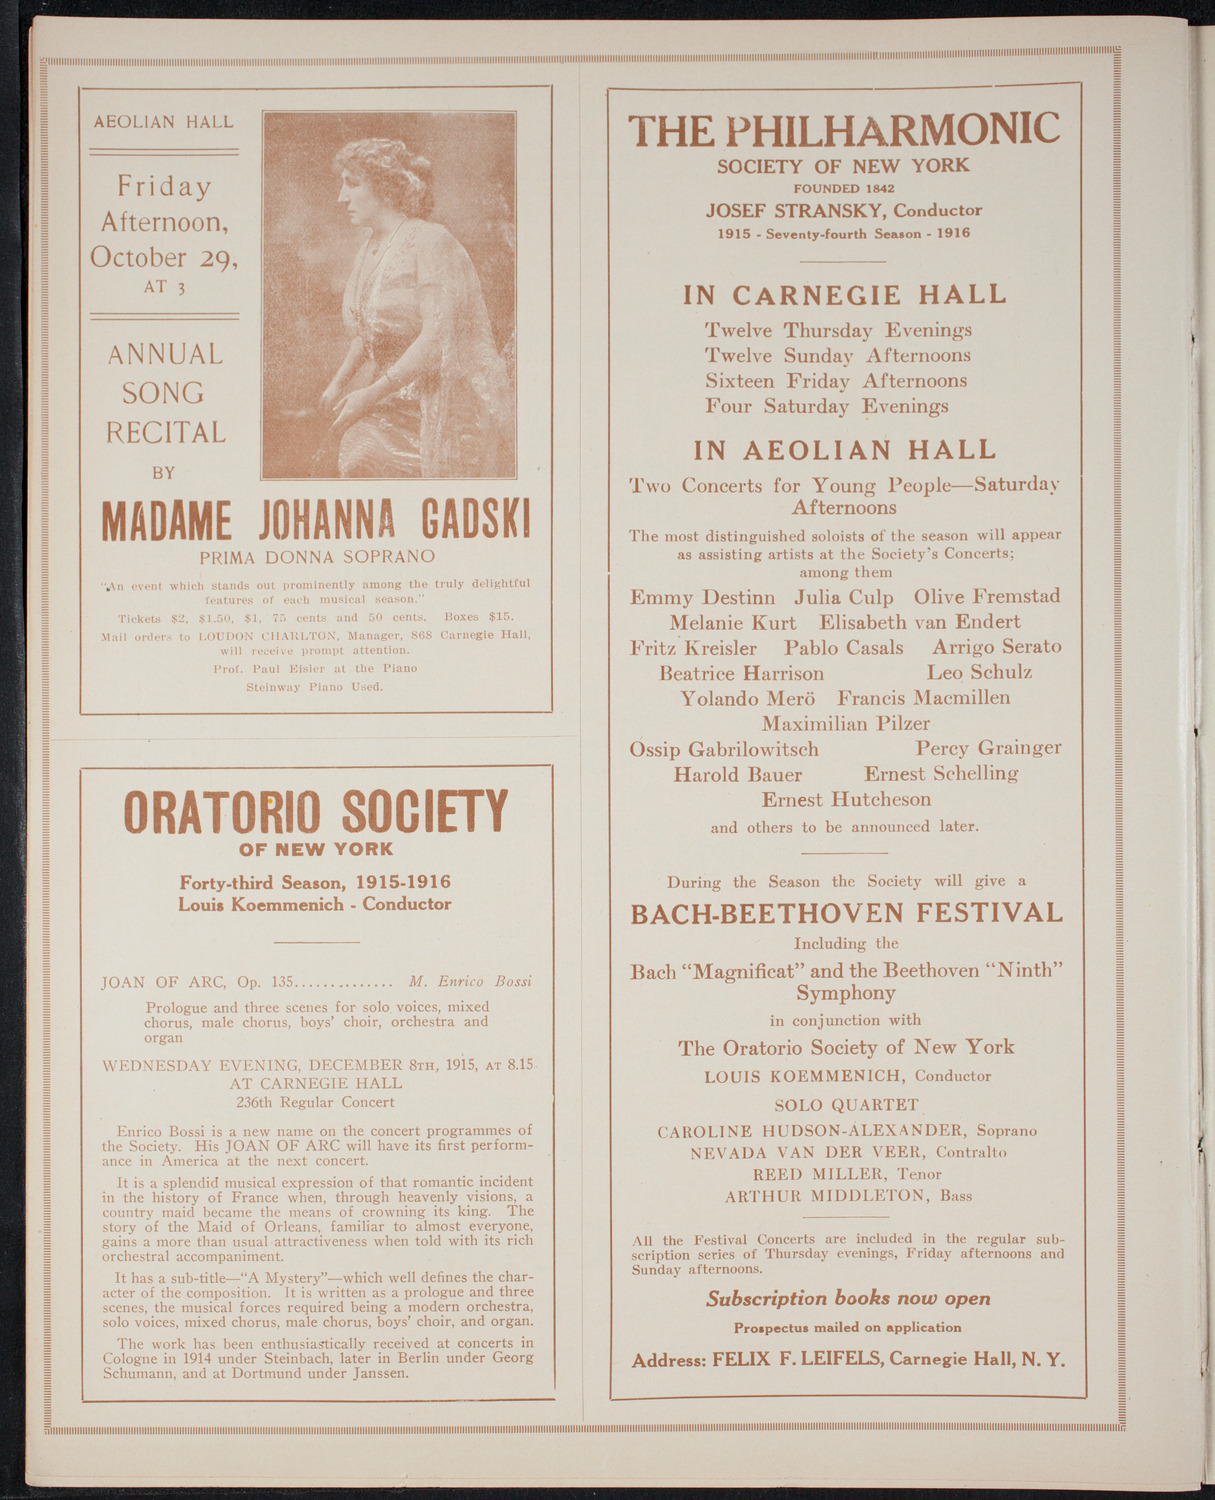 AEOLIAN HALL
Friday
Afternoon,
October 29,
AT 3
ANNUAL
SONG
RECITAL
BY
MADAME JOHANNA GADSKI
PRIMA DONNA SOPRANO
"An event which stands out prominently among the truly delightful
features of each musical season."
Tickets $2, $1.50, $1, 75 cents and 50 cents. Boxes $15.
Mail orders to LOUDON CHARLTON, Manager, 868 Carnegie Hall,
will receive prompt attention.
Prof. Paul Eisler at the Piano
Steinway Piano Used.
ORATORIO SOCIETY
OF NEW YORK
Forty-third Season, 1915-1916
Louis Koemmenich - Conductor
JOAN OF ARC, Op. 135.............. M. Enrico Bossi
Prologue and three scenes for solo voices, mixed
chorus, male chorus, boys' choir, orchestra and
organ
WEDNESDAY EVENING, DECEMBER 8TH, 1915, AT 8.15
AT CARNEGIE HALL
236th Regular Concert
Enrico Bossi is a new name on the concert programmes of
the Society. His JOAN OF ARC will have its first perform-
ance in America at the next concert.
It is a splendid musical expression of that romantic incident
in the history of France when, through heavenly visions, a
country maid became the means of crowning its king. The
story of the Maid of Orleans, familiar to almost everyone,
gains a more than usual attractiveness when told with its rich
orchestral accompaniment.
It has a sub-title—"A Mystery"—which well defines the char-
acter of the composition. It is written as a prologue and three
scenes, the musical forces required being a modern orchestra,
solo voices, mixed chorus, male chorus, boys' choir, and organ.
The work has been enthusiastically received at concerts in
Cologne in 1914 under Steinbach, later in Berlin under Georg
Schumann, and at Dortmund under Janssen.
THE PHILHARMONIC
SOCIETY OF NEW YORK
FOUNDED 1842
JOSEF STRANSKY, Conductor
1915 - Seventy-fourth Season - 1916
IN CARNEGIE HALL
Twelve Thursday Evenings
Twelve Sunday Afternoons
Sixteen Friday Afternoons
Four Saturday Evenings
IN AEOLIAN HALL
Two Concerts for Young People—Saturday
Afternoons
The most distinguished soloists of the season will appear
as assisting artists at the Society's Concerts;
among them
Emmy Destinn Julia Culp Olive Fremstad
Melanie Kurt Elisabeth van Endert
Fritz Kreisler Pablo Casals Arrigo Serato
Beatrice Harrison Leo Schulz
Yolando Merö Francis Macmillen
Maximilian Pilzer
Ossip Gabrilowitsch Percy Grainger
Harold Bauer Ernest Schelling
Ernest Hutcheson
and others to be announced later.
During the Season the Society will give a
BACH-BEETHOVEN FESTIVAL
Including the
Bach "Magnificat" and the Beethoven "Ninth"
Symphony
in conjunction with
The Oratorio Society of New York
LOUIS KOEMMENICH, Conductor
SOLO QUARTET
CAROLINE HUDSON-ALEXANDER, Soprano
NEVADA VAN DER VEER, Contralto
REED MILLER, Tenor
ARTHUR MIDDLETON, Bass
All the Festival Concerts are included in the regular sub-
scription series of Thursday evenings, Friday afternoons and
Sunday afternoons.
Subscription books now open
Prospectus mailed on application
Address: FELIX F. LEIFELS, Carnegie Hall, N. Y.